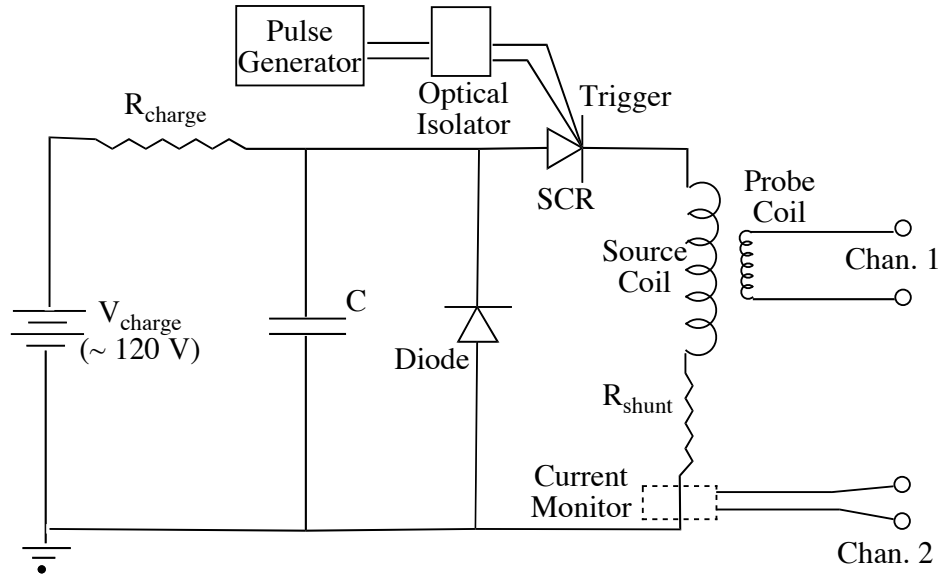 Pulse
Generator
Optical
Isolator
Trigger
R_charge
SCR
Probe
Coil
Source
Coil
Chan. 1
V_charge
(~ 120 V)
C
Diode
R_shunt
Current
Monitor
Chan. 2